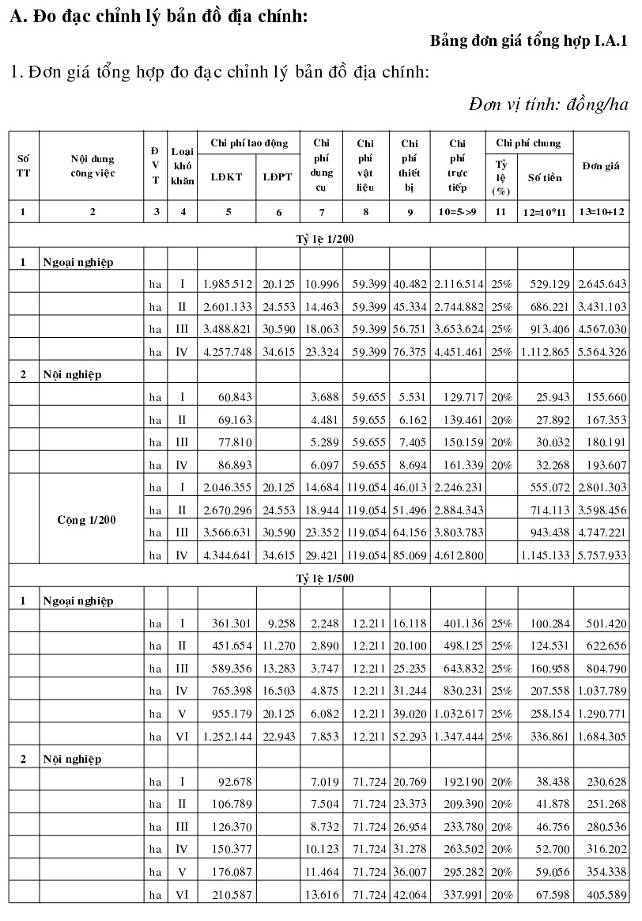 A. Đo đạc chỉnh lý bản đồ địa chính:
Bảng đơn giá tổng hợp I.A.1
1. Đơn giá tổng hợp đo đạc chỉnh lý bản đồ địa chính:
Đơn vị tính: đồng/ha
Số TT | Nội dung công việc | ĐVT | Loại khó khăn | Chi phí lao động | Chi phí dụng cụ | Chi phí vật liệu | Chi phí thiết bị | Chi phí trực tiếp | Chi phí chung | Đơn giá
LĐKT | LĐPT | Tỷ lệ (%) | Số tiền
1 | 2 | 3 | 4 | 5 | 6 | 7 | 8 | 9 | 10=5->9 | 11 | 12=10*11 | 13=10+12
Tỷ lệ 1/200
1 | Ngoại nghiệp
ha | I | 1.985.512 | 20.125 | 10.996 | 59.399 | 40.482 | 2.116.514 | 25% | 529.129 | 2.645.643
ha | II | 2.601.133 | 24.553 | 14.463 | 59.399 | 45.334 | 2.744.882 | 25% | 686.221 | 3.431.103
ha | III | 3.488.821 | 30.590 | 18.063 | 59.399 | 56.751 | 3.653.624 | 25% | 913.406 | 4.567.030
ha | IV | 4.257.748 | 34.615 | 23.324 | 59.399 | 76.375 | 4.451.461 | 25% | 1.112.865 | 5.564.326
2 | Nội nghiệp
ha | I | 60.843 | 3.688 | 59.655 | 5.531 | 129.717 | 20% | 25.943 | 155.660
ha | II | 69.163 | 4.481 | 59.655 | 6.162 | 139.461 | 20% | 27.892 | 167.353
ha | III | 77.810 | 5.289 | 59.655 | 7.405 | 150.159 | 20% | 30.032 | 180.191
ha | IV | 86.893 | 6.097 | 59.655 | 8.694 | 161.339 | 20% | 32.268 | 193.607
Cộng 1/200
ha | I | 2.046.355 | 20.125 | 14.684 | 119.054 | 46.013 | 2.246.231 | 555.072 | 2.801.303
ha | II | 2.670.296 | 24.553 | 18.944 | 119.054 | 51.496 | 2.884.343 | 714.113 | 3.598.456
ha | III | 3.566.631 | 30.590 | 23.352 | 119.054 | 64.156 | 3.803.783 | 943.438 | 4.747.221
ha | IV | 4.344.641 | 34.615 | 29.421 | 119.054 | 85.069 | 4.612.800 | 1.145.133 | 5.757.933
Tỷ lệ 1/500
1 | Ngoại nghiệp
ha | I | 361.301 | 9.258 | 2.248 | 12.211 | 16.118 | 401.136 | 25% | 100.284 | 501.420
ha | II | 451.654 | 11.270 | 2.890 | 12.211 | 20.100 | 498.125 | 25% | 124.531 | 622.656
ha | III | 589.356 | 13.283 | 3.747 | 12.211 | 25.235 | 643.832 | 25% | 160.958 | 804.790
ha | IV | 765.398 | 16.503 | 4.875 | 12.211 | 31.244 | 830.231 | 25% | 207.558 | 1.037.789
ha | V | 955.179 | 20.125 | 6.082 | 12.211 | 39.020 | 1.032.617 | 25% | 258.154 | 1.290.771
ha | VI | 1.252.144 | 22.943 | 7.853 | 12.211 | 52.293 | 1.347.444 | 25% | 336.861 | 1.684.305
2 | Nội nghiệp
ha | I | 92.678 | 7.019 | 71.724 | 20.769 | 192.190 | 20% | 38.438 | 230.628
ha | II | 106.789 | 7.504 | 71.724 | 23.373 | 209.390 | 20% | 41.878 | 251.268
ha | III | 126.370 | 8.732 | 71.724 | 26.954 | 233.780 | 20% | 46.756 | 280.536
ha | IV | 150.377 | 10.123 | 71.724 | 31.278 | 263.502 | 20% | 52.700 | 316.202
ha | V | 176.087 | 11.464 | 71.724 | 36.007 | 295.282 | 20% | 59.056 | 354.338
ha | VI | 210.587 | 13.616 | 71.724 | 42.064 | 337.991 | 20% | 67.598 | 405.589